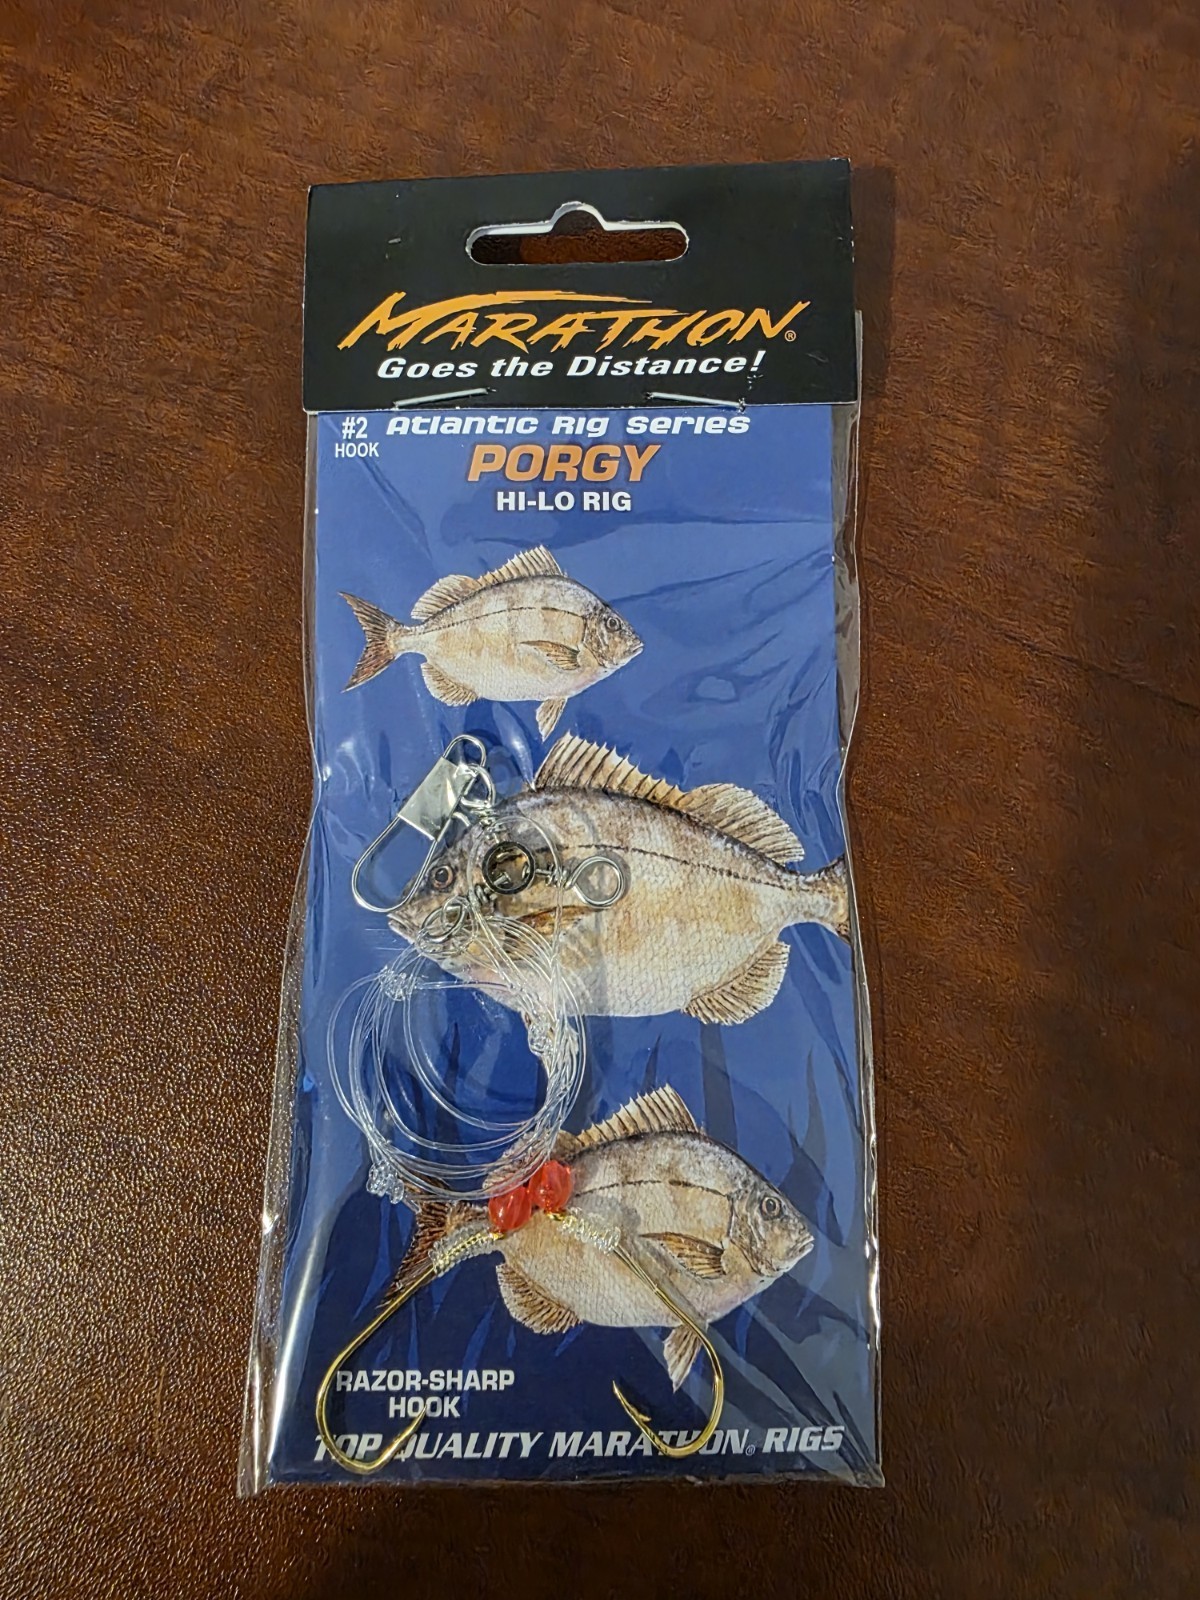 MARATHON®
Goes the Distance!
#2
HOOK
Atlantic Rig Series
PORGY
HI-LO RIG
RAZOR-SHARP
HOOK
TOP QUALITY MARATHON® RIGS